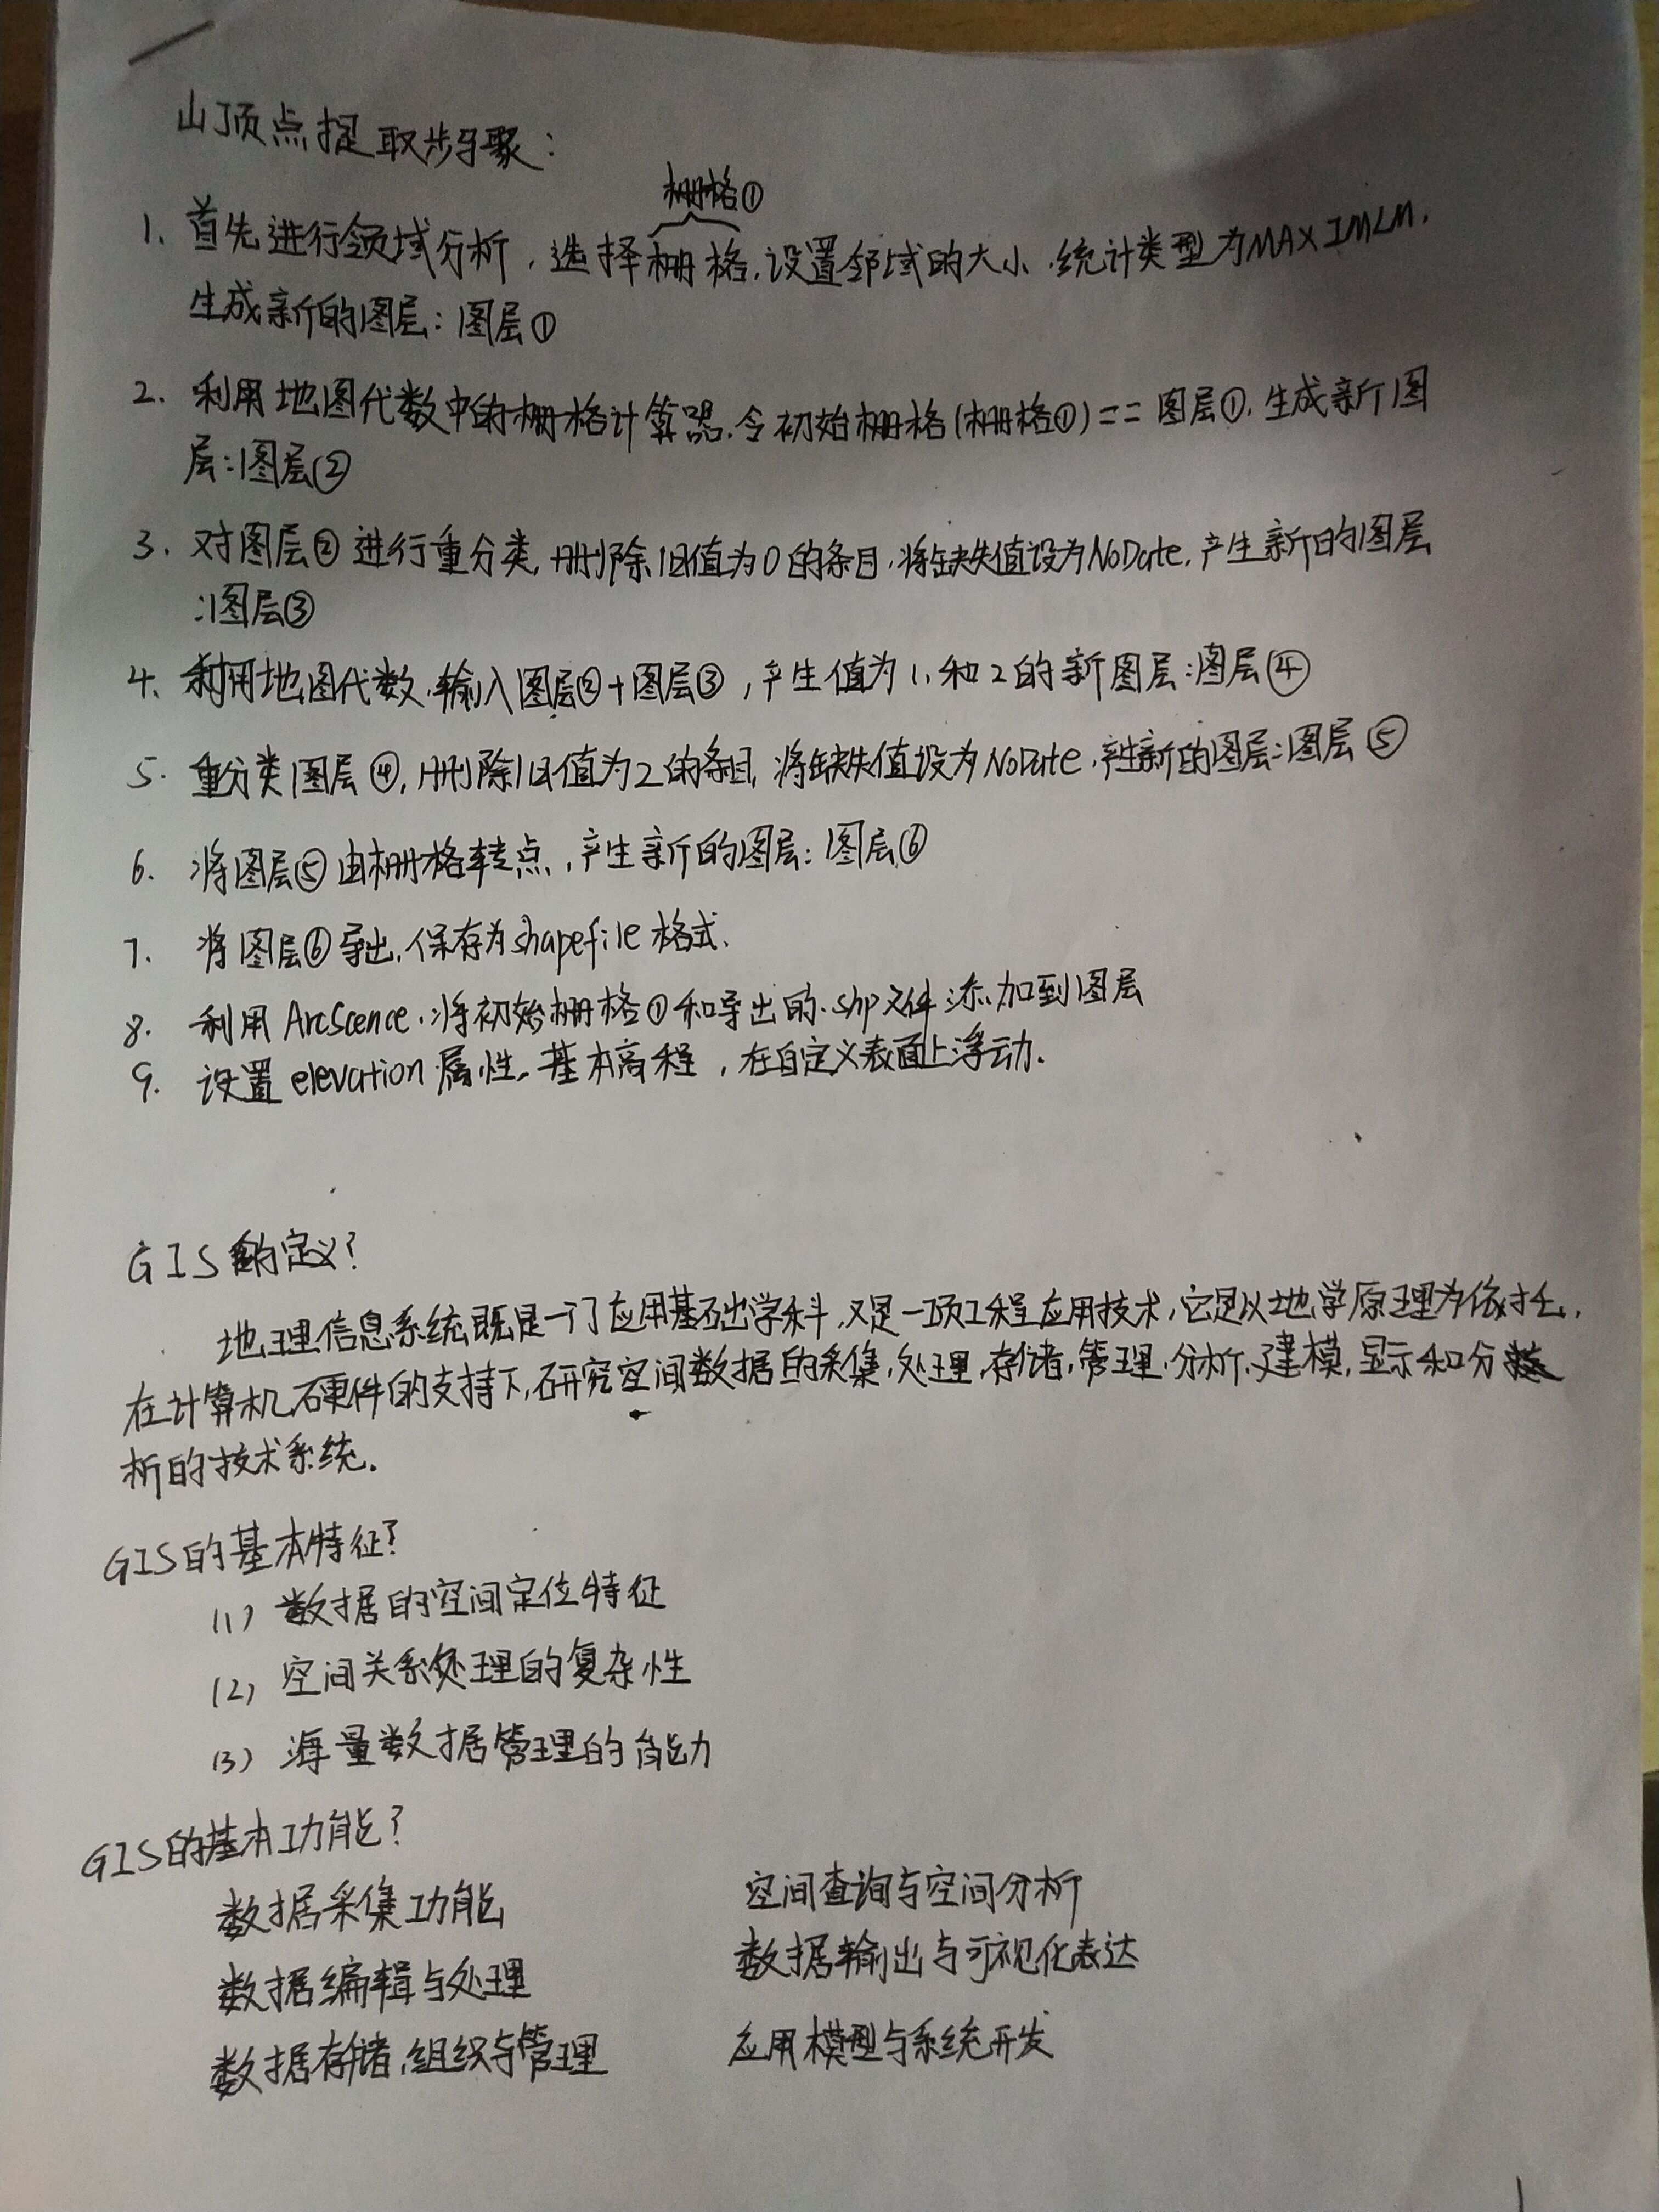 山顶点提取步骤：
栅格①
1. 首先进行领域分析，选择栅格，设置邻域的大小，统计类型为MAXIMLM.
生成新的图层：图层①
2. 利用地图代数中的栅格计算器，令初始栅格(栅格①)==图层①，生成新图
层：图层②
3. 对图层②进行重分类，删除旧值为0的条目，将缺失值设为NoDate，产生新的图层
：图层③
4. 利用地图代数，输入图层②+图层③，产生值为1，和2的新图层：图层④
5. 重分类图层④，删除旧值为2的条目，将缺失值设为NoDate，产生新的图层：图层⑤
6. 将图层⑤由栅格转点，产生新的图层：图层⑥
7. 将图层⑥导出，保存为shapefile格式.
8. 利用ArcScence，将初始栅格①和导出的.shp文件添加到图层
9. 设置elevation属性，基本高程，在自定义表面上浮动.
GIS的定义？
地理信息系统既是一门应用基础学科，又是一项工程应用技术，它是以地学原理为依托，
在计算机硬件的支持下，研究空间数据的采集，处理，存储，管理，分析，建模，显示和分
析的技术系统.
GIS的基本特征？
(1) 数据的空间定位特征
(2) 空间关系处理的复杂性
(3) 海量数据管理的能力
GIS的基本功能？
数据采集功能 空间查询与空间分析
数据编辑与处理 数据输出与可视化表达
数据存储，组织与管理 应用模型与系统开发